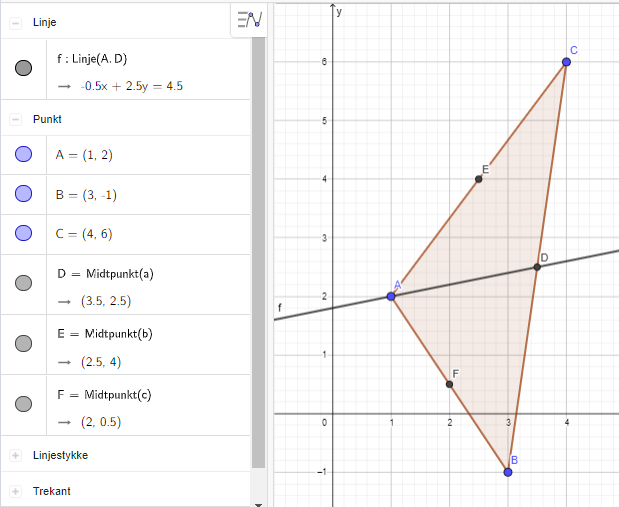 Linje
f : Linje(A, D)
→ -0.5x + 2.5y = 4.5
Punkt
A = (1, 2)
B = (3, -1)
C = (4, 6)
D = Midtpunkt(a)
→ (3.5, 2.5)
E = Midtpunkt(b)
→ (2.5, 4)
F = Midtpunkt(c)
→ (2, 0.5)
Linjestykke
Trekant
y
C
6
5
E
4
3
D
A
2
f
1
F
0 1 2 3 4
B
-1